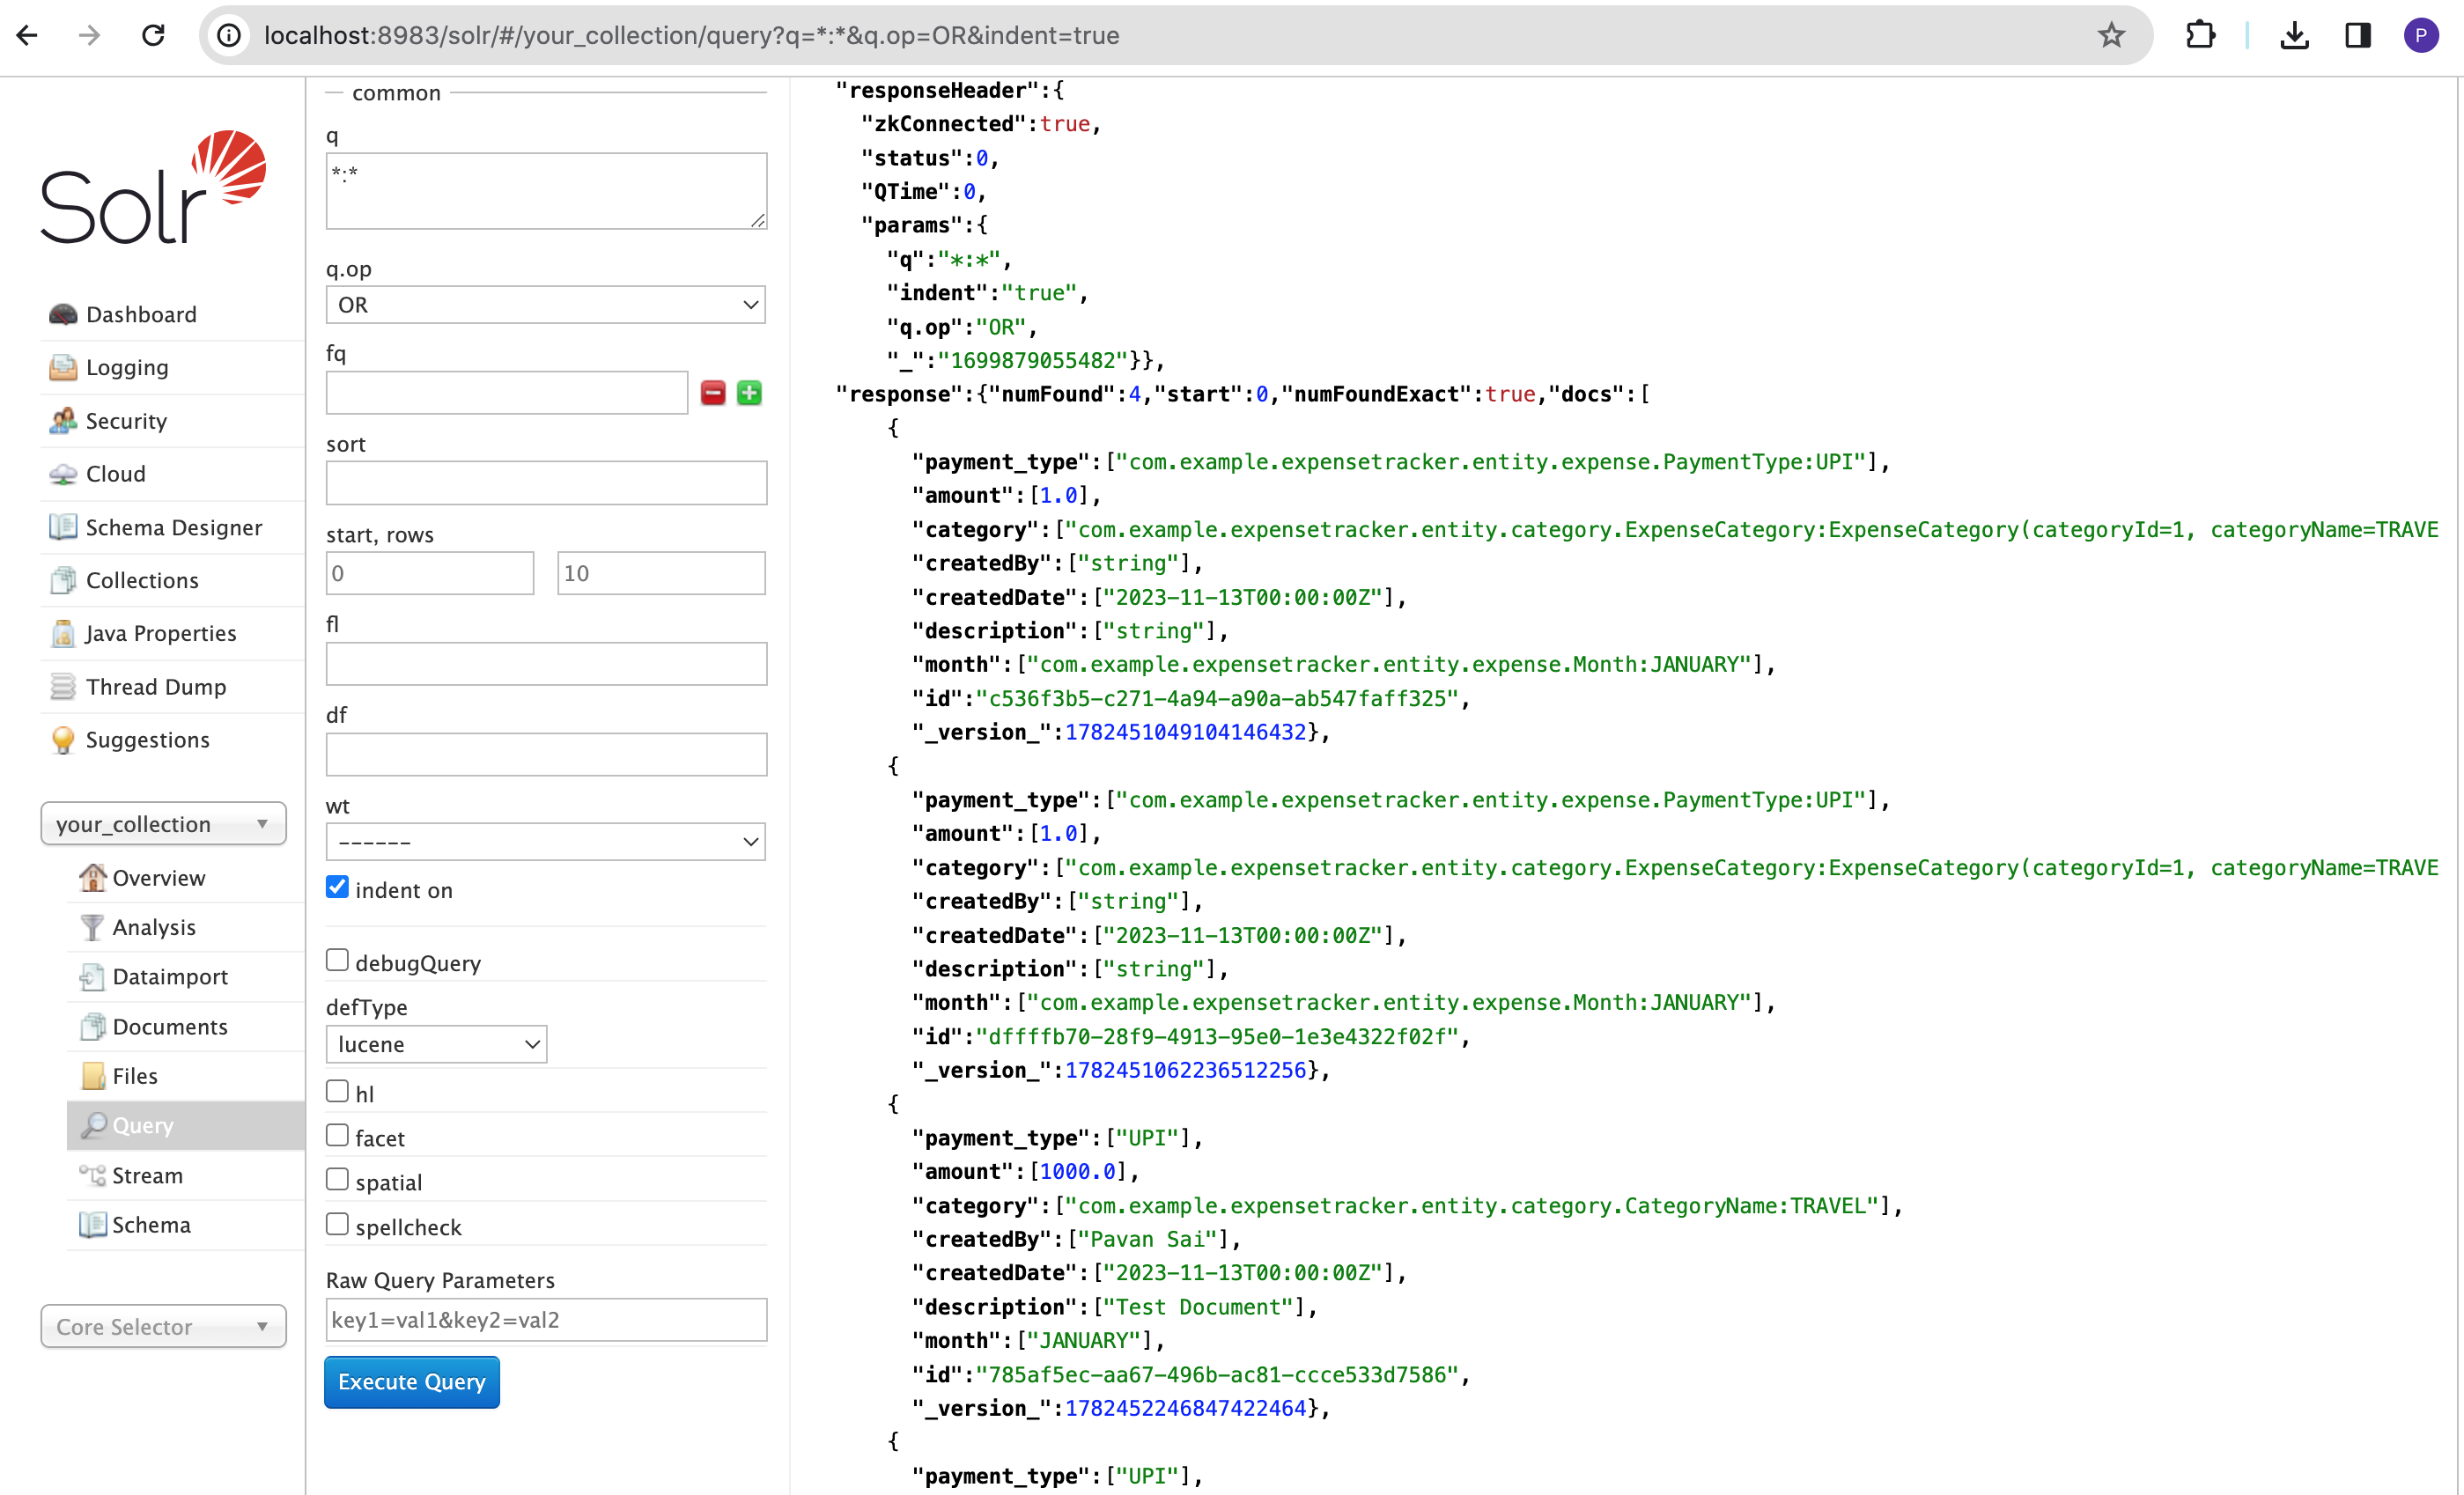 localhost:8983/solr/#/your_collection/query?q=*:*&q.op=OR&indent=true
P
Solr
Dashboard
Logging
Security
Cloud
Schema Designer
Collections
Java Properties
Thread Dump
Suggestions
your_collection
Overview
Analysis
Dataimport
Documents
Files
Query
Stream
Schema
Core Selector
common
q
*:*
q.op
OR
fq
sort
start, rows
0 10
fl
df
wt
------
indent on
debugQuery
defType
lucene
hl
facet
spatial
spellcheck
Raw Query Parameters
key1=val1&key2=val2
Execute Query
"responseHeader":{
"zkConnected":true,
"status":0,
"QTime":0,
"params":{
"q":"*:*",
"indent":"true",
"q.op":"OR",
"_":"1699879055482"}},
"response":{"numFound":4,"start":0,"numFoundExact":true,"docs":[
{
"payment_type":["com.example.expensetracker.entity.expense.PaymentType:UPI"],
"amount":[1.0],
"category":["com.example.expensetracker.entity.category.ExpenseCategory:ExpenseCategory(categoryId=1, categoryName=TRAVE
"createdBy":["string"],
"createdDate":["2023-11-13T00:00:00Z"],
"description":["string"],
"month":["com.example.expensetracker.entity.expense.Month:JANUARY"],
"id":"c536f3b5-c271-4a94-a90a-ab547faff325",
"_version_":1782451049104146432},
{
"payment_type":["com.example.expensetracker.entity.expense.PaymentType:UPI"],
"amount":[1.0],
"category":["com.example.expensetracker.entity.category.ExpenseCategory:ExpenseCategory(categoryId=1, categoryName=TRAVE
"createdBy":["string"],
"createdDate":["2023-11-13T00:00:00Z"],
"description":["string"],
"month":["com.example.expensetracker.entity.expense.Month:JANUARY"],
"id":"dffffb70-28f9-4913-95e0-1e3e4322f02f",
"_version_":1782451062236512256},
{
"payment_type":["UPI"],
"amount":[1000.0],
"category":["com.example.expensetracker.entity.category.CategoryName:TRAVEL"],
"createdBy":["Pavan Sai"],
"createdDate":["2023-11-13T00:00:00Z"],
"description":["Test Document"],
"month":["JANUARY"],
"id":"785af5ec-aa67-496b-ac81-ccce533d7586",
"_version_":1782452246847422464},
{
"payment_type":["UPI"],